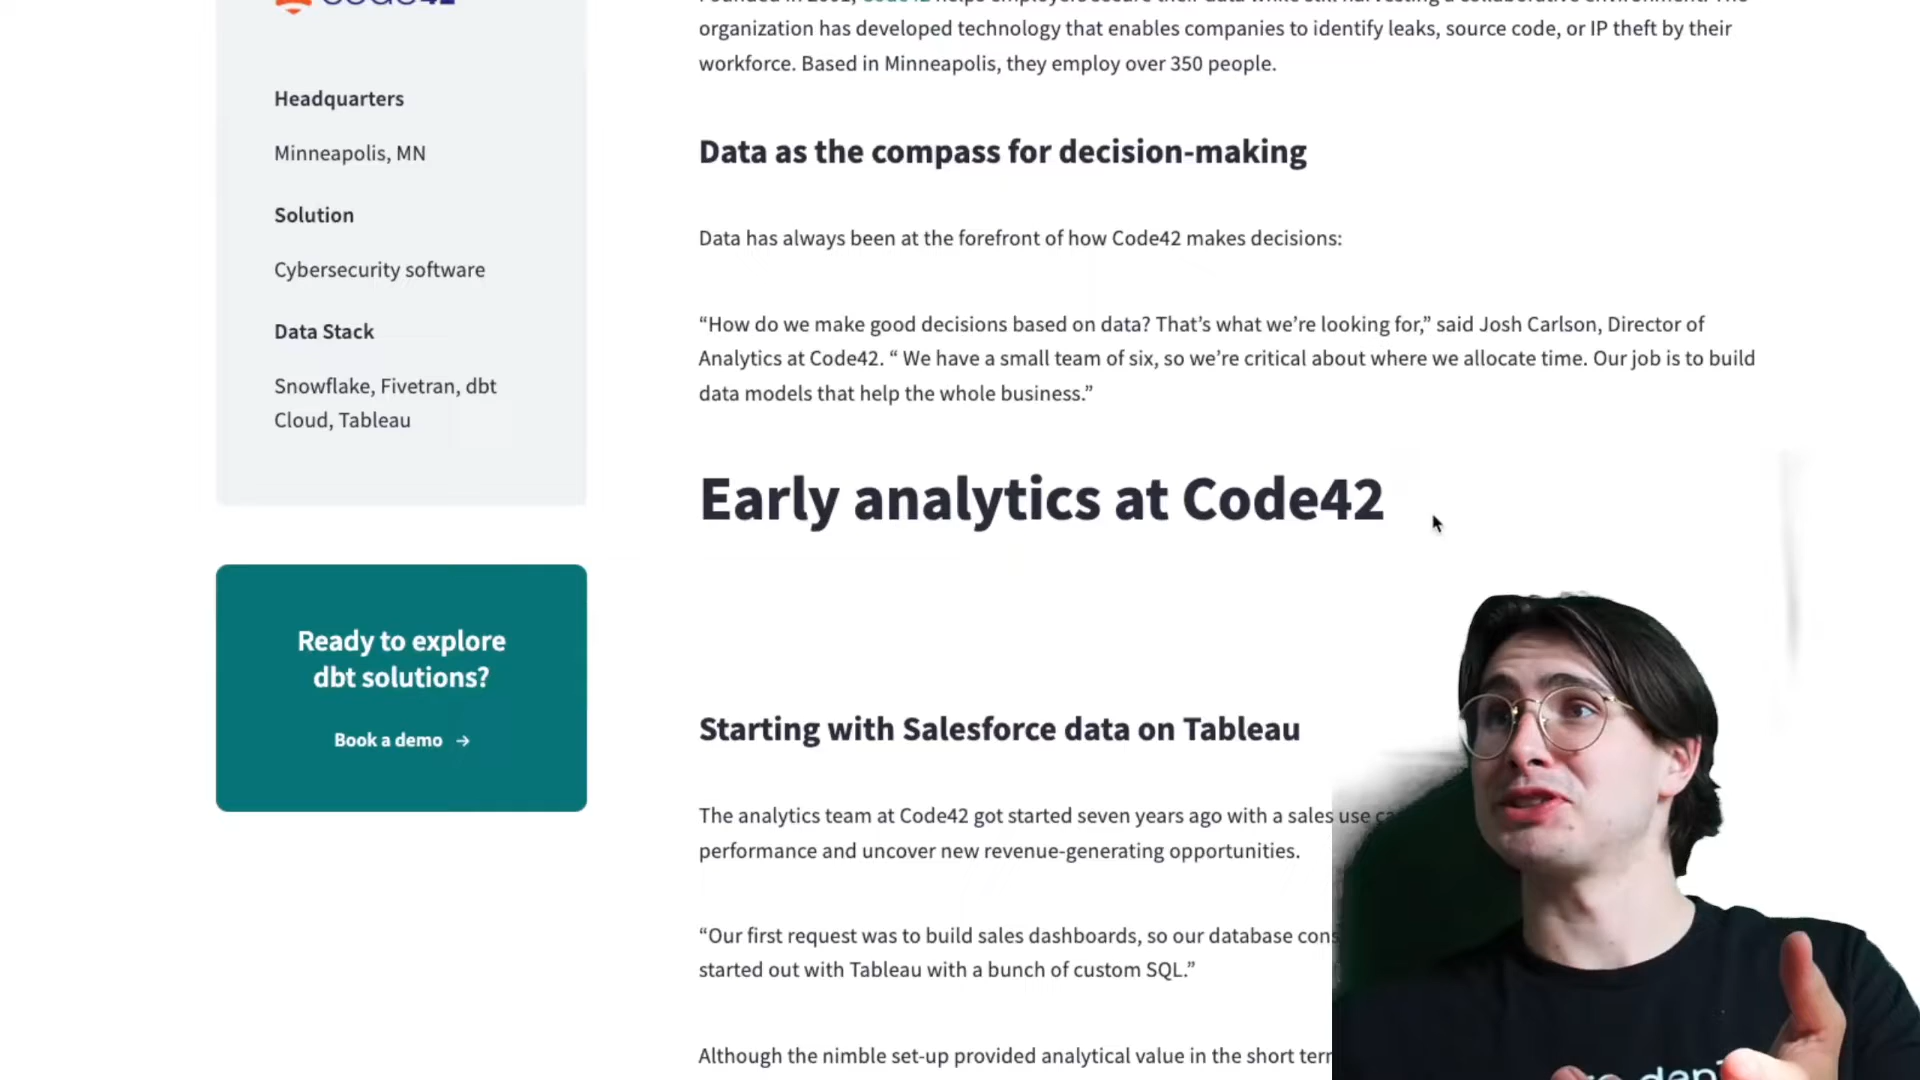 Headquarters
Minneapolis, MN
Solution
Cybersecurity software
Data Stack
Snowflake, Fivetran, dbt
Cloud, Tableau
Ready to explore
dbt solutions?
Book a demo →
organization has developed technology that enables companies to identify leaks, source code, or IP theft by their
workforce. Based in Minneapolis, they employ over 350 people.
Data as the compass for decision-making
Data has always been at the forefront of how Code42 makes decisions:
“How do we make good decisions based on data? That’s what we’re looking for,” said Josh Carlson, Director of
Analytics at Code42. “ We have a small team of six, so we’re critical about where we allocate time. Our job is to build
data models that help the whole business.”
Early analytics at Code42
Starting with Salesforce data on Tableau
The analytics team at Code42 got started seven years ago with a sales use
performance and uncover new revenue-generating opportunities.
“Our first request was to build sales dashboards, so our database
started out with Tableau with a bunch of custom SQL.”
Although the nimble set-up provided analytical value in the short